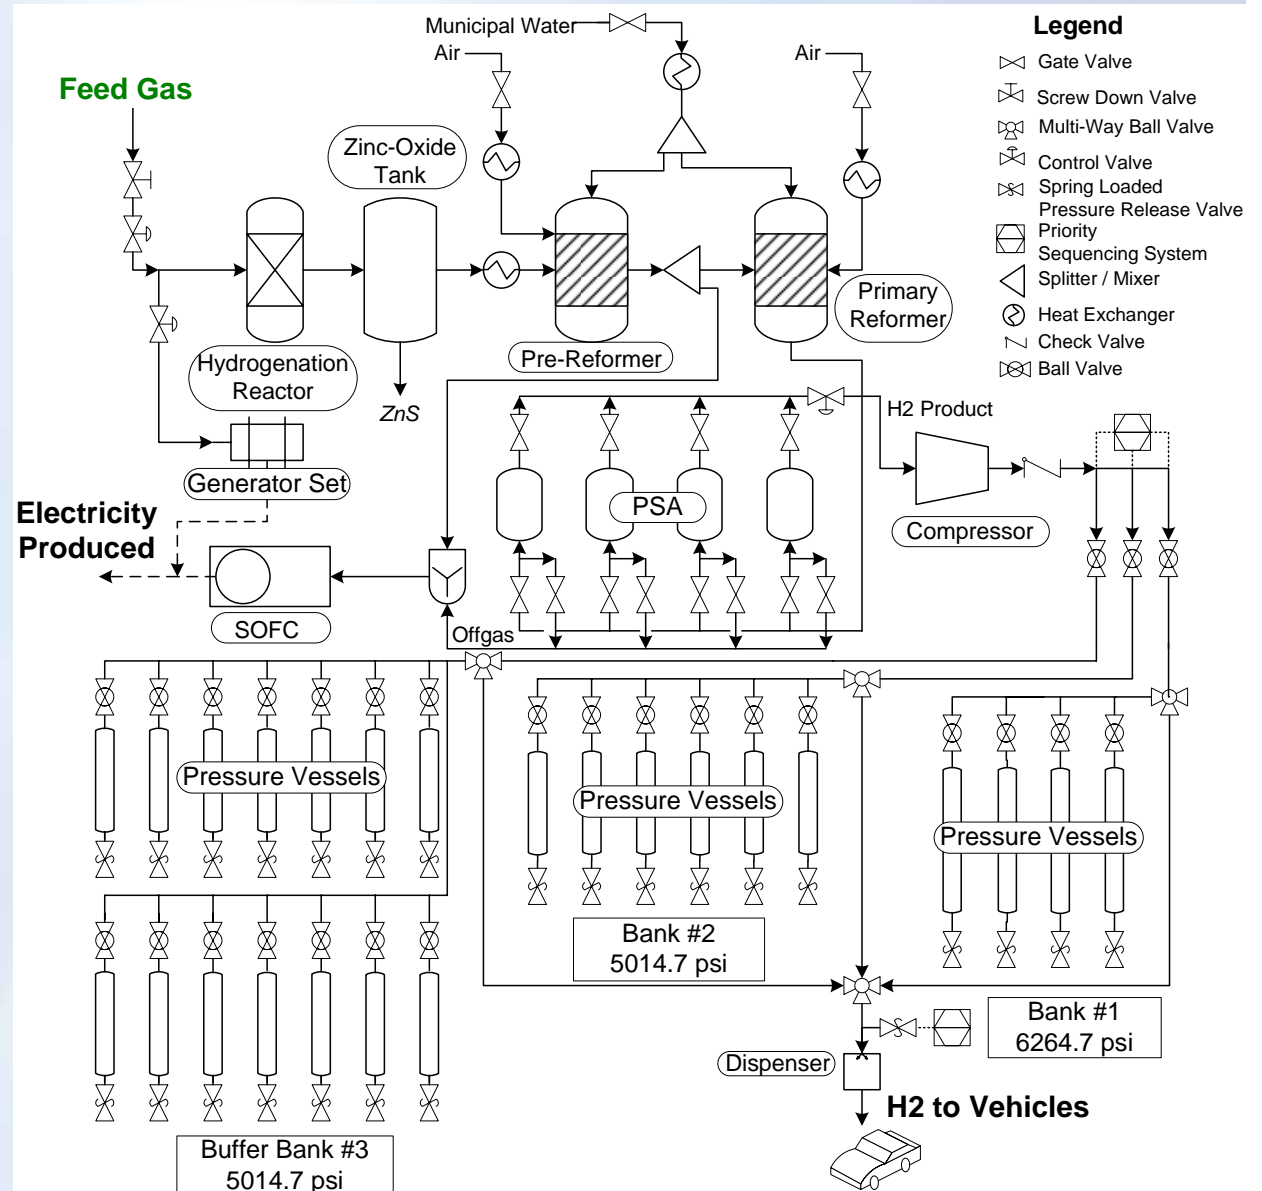 Municipal Water
Air
Air
Feed Gas
Zinc-Oxide
Tank
Legend
Gate Valve
Screw Down Valve
Multi-Way Ball Valve
Control Valve
Spring Loaded
Pressure Release Valve
Priority
Sequencing System
Splitter / Mixer
Heat Exchanger
Check Valve
Ball Valve
Primary
Reformer
Pre-Reformer
Hydrogenation
Reactor
ZnS
H2 Product
Generator Set
PSA
Compressor
Electricity
Produced
SOFC
Offgas
Pressure Vessels
Pressure Vessels
Pressure Vessels
Bank #2
5014.7 psi
Bank #1
6264.7 psi
Dispenser
H2 to Vehicles
Buffer Bank #3
5014.7 psi